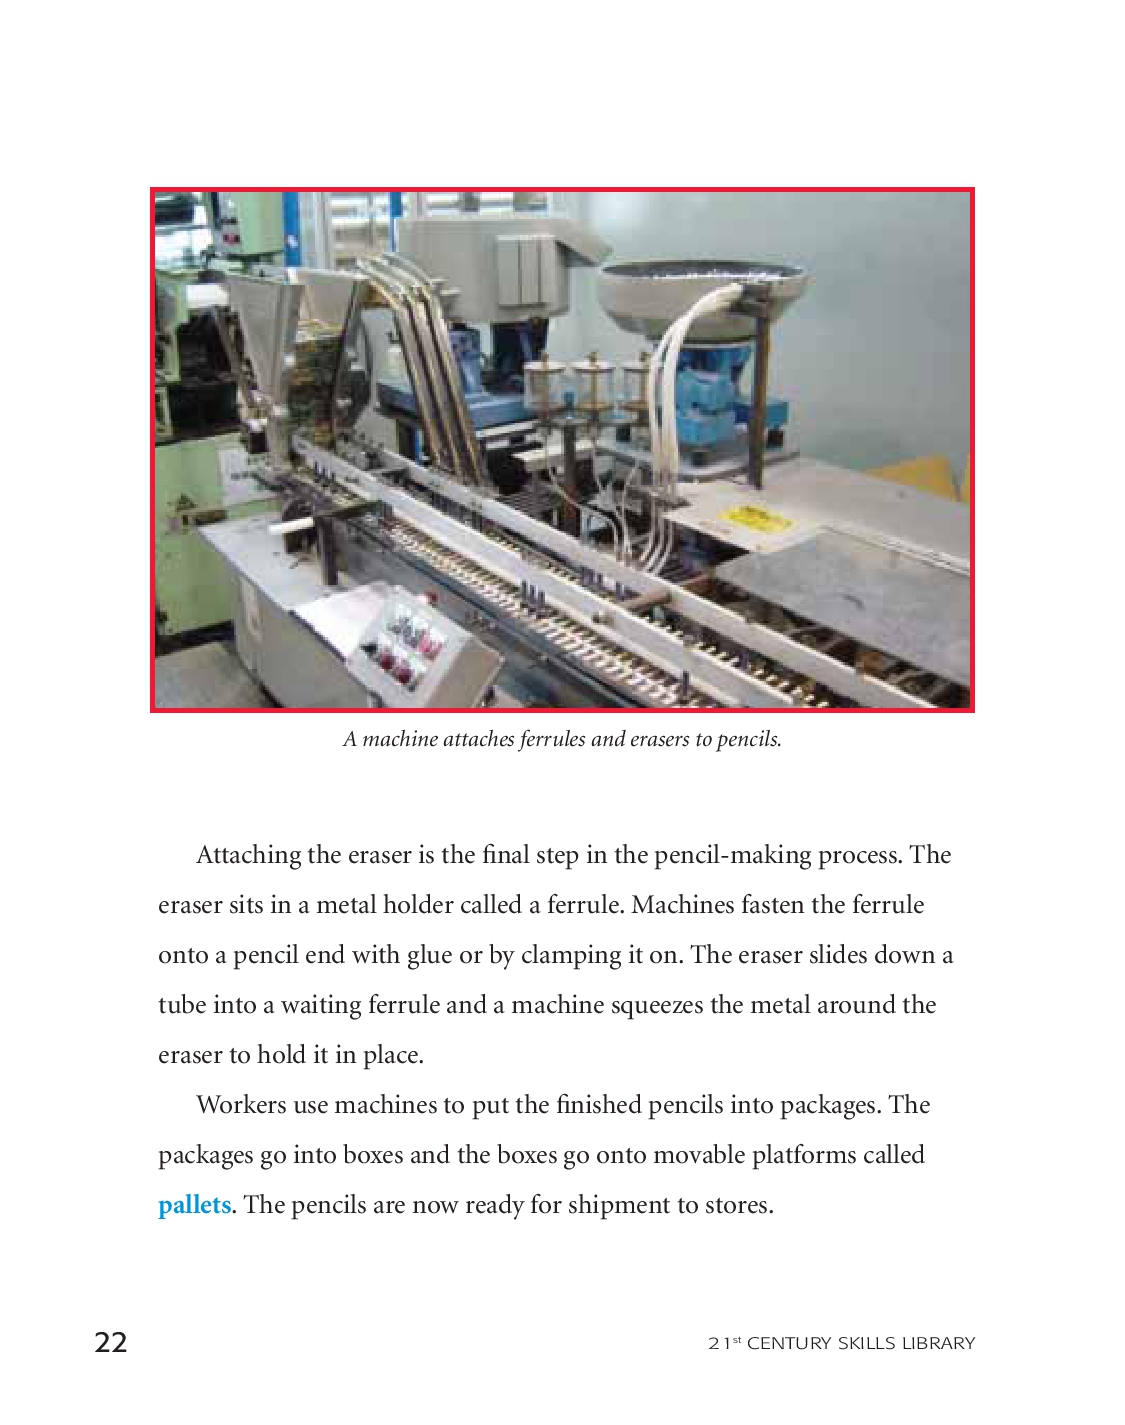 A machine attaches ferrules and erasers to pencils.
Attaching the eraser is the final step in the pencil-making process. The
eraser sits in a metal holder called a ferrule. Machines fasten the ferrule
onto a pencil end with glue or by clamping it on. The eraser slides down a
tube into a waiting ferrule and a machine squeezes the metal around the
eraser to hold it in place.
Workers use machines to put the finished pencils into packages. The
packages go into boxes and the boxes go onto movable platforms called
pallets. The pencils are now ready for shipment to stores.
22
21st CENTURY SKILLS LIBRARY